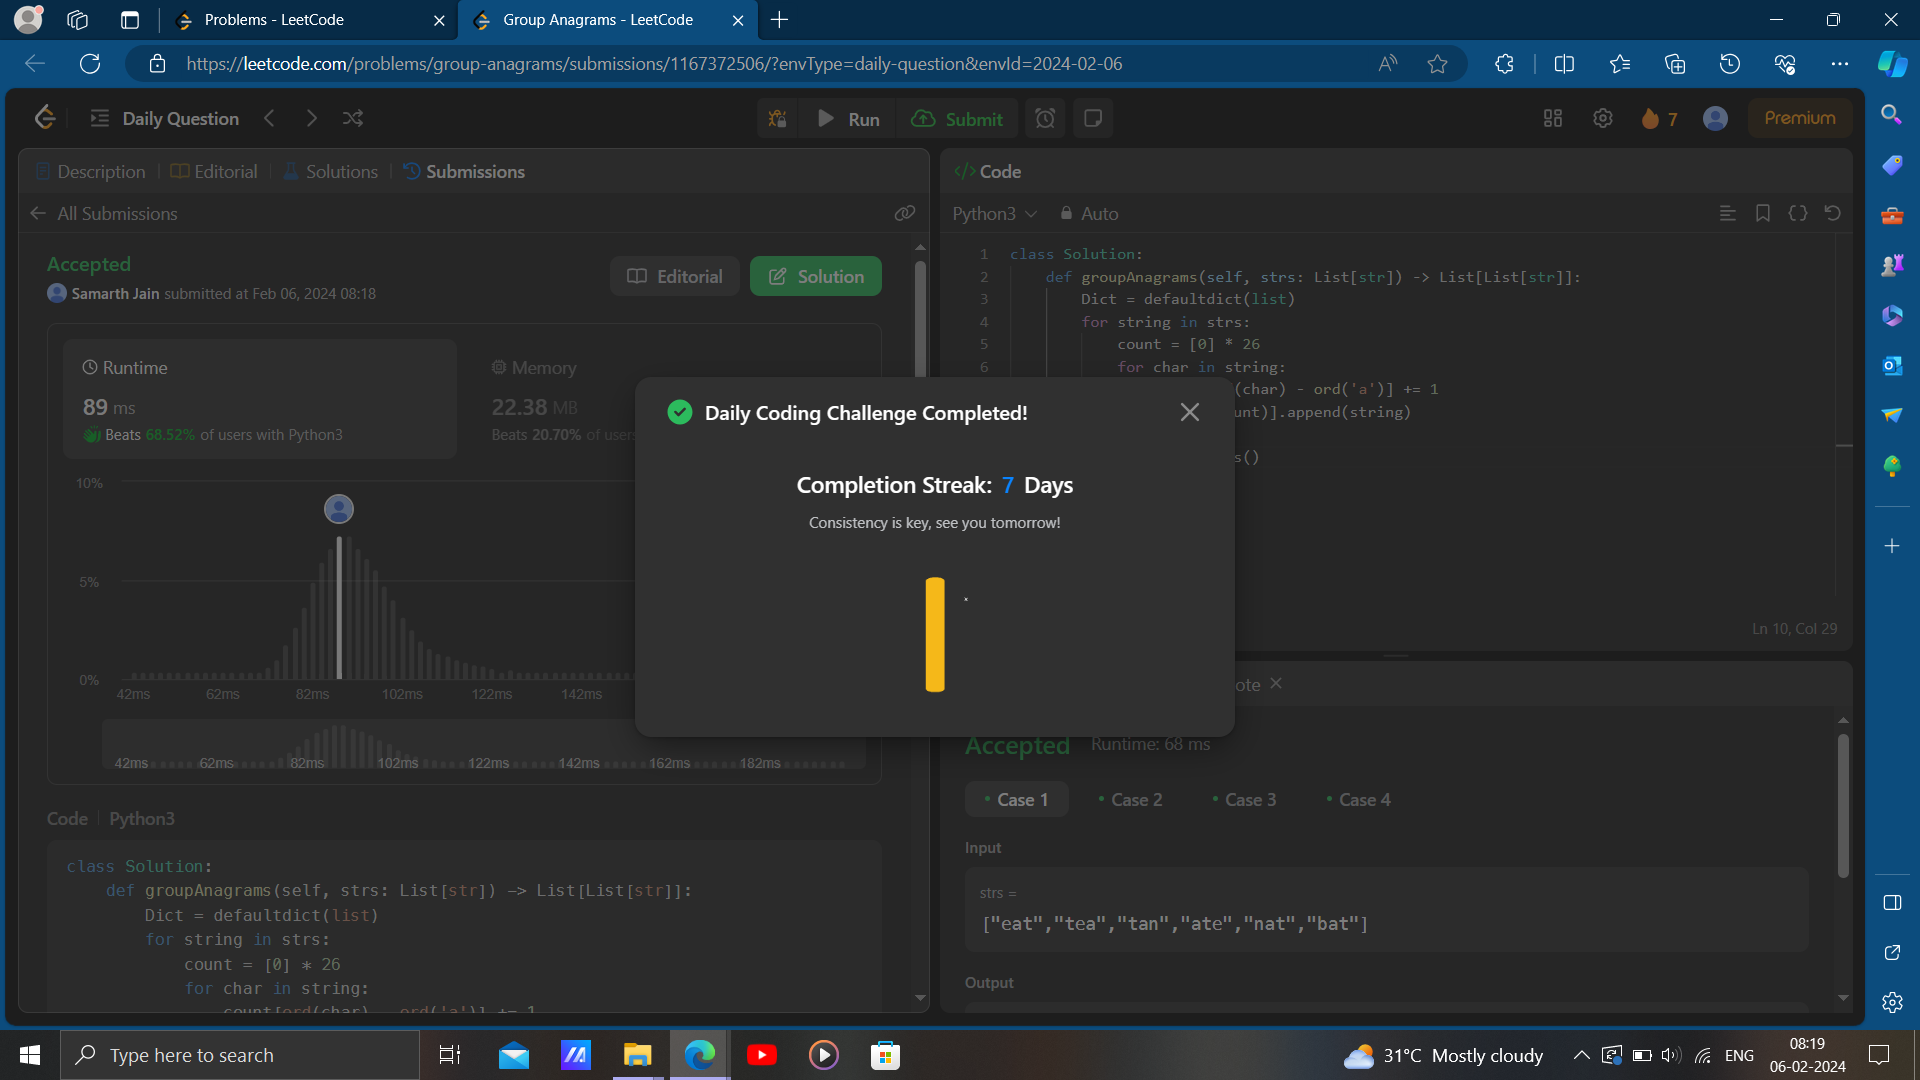 Problems - LeetCode
Group Anagrams - LeetCode
https://leetcode.com/problems/group-anagrams/submissions/1167372506/?envType=daily-question&envId=2024-02-06
Daily Question
Run
Submit
7
Premium
Description
Editorial
Solutions
Submissions
All Submissions
Accepted
Samarth Jain submitted at Feb 06, 2024 08:18
Editorial
Solution
Runtime
89 ms
Beats 68.52% of users with Python3
Memory
22.38 MB
Beats 20.70% of users
10%
5%
0%
42ms 62ms 82ms 102ms 122ms 142ms
42ms 62ms 82ms 102ms 122ms 142ms 162ms 182ms
Code Python3
class Solution:
def groupAnagrams(self, strs: List[str]) -> List[List[str]]:
Dict = defaultdict(list)
for string in strs:
count = [0] * 26
for char in string:
count[ord(char) - ord('a')] += 1
Daily Coding Challenge Completed!
Completion Streak: 7 Days
Consistency is key, see you tomorrow!
</> Code
Python3
Auto
1 class Solution:
2 def groupAnagrams(self, strs: List[str]) -> List[List[str]]:
3 Dict = defaultdict(list)
4 for string in strs:
5 count = [0] * 26
6 for char in string:
(char) - ord('a')] += 1
unt)].append(string)
s()
Ln 10, Col 29
ote
Accepted
Runtime: 68 ms
Case 1
Case 2
Case 3
Case 4
Input
strs =
["eat","tea","tan","ate","nat","bat"]
Output
Type here to search
31°C Mostly cloudy
ENG
08:19
06-02-2024